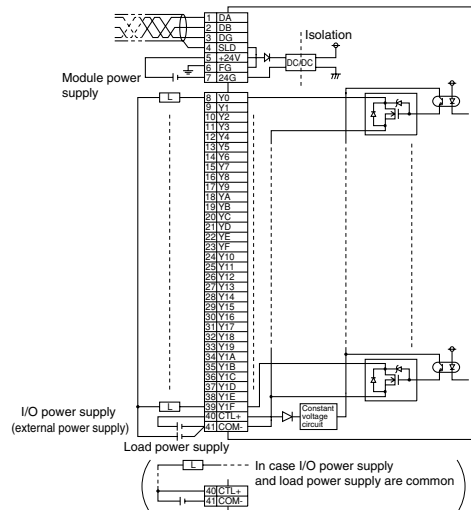 1 DA
2 DB
3 DG
4 SLD
5 +24V
6 FG
7 24G
Isolation
DC/DC
Module power
supply
L
8 Y0
9 Y1
10 Y2
11 Y3
12 Y4
13 Y5
14 Y6
15 Y7
16 Y8
17 Y9
18 YA
19 YB
20 YC
21 YD
22 YE
23 YF
24 Y10
25 Y11
26 Y12
27 Y13
28 Y14
29 Y15
30 Y16
31 Y17
32 Y18
33 Y19
34 Y1A
35 Y1B
36 Y1C
37 Y1D
38 Y1E
L
39 Y1F
40 CTL+
41 COM-
Constant
voltage
circuit
I/O power supply
(external power supply)
Load power supply
L
In case I/O power supply
and load power supply are common
40 CTL+
41 COM-